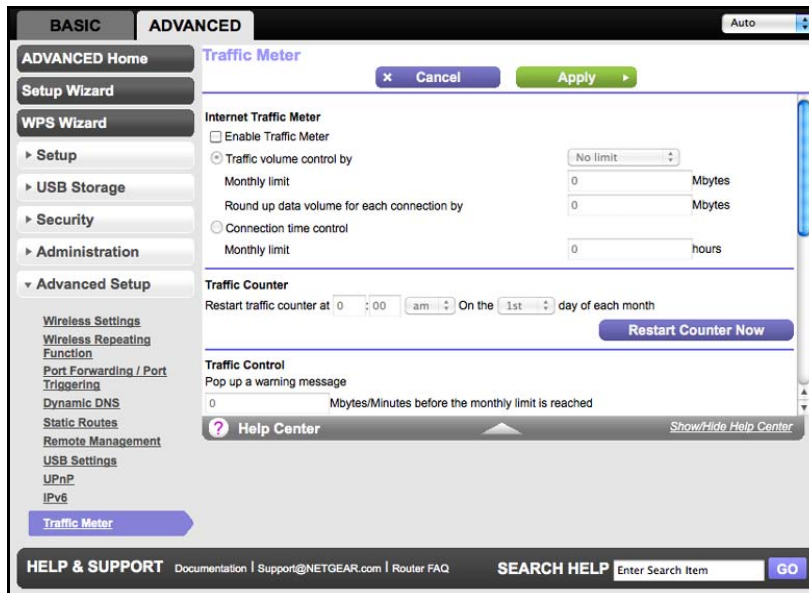 BASIC
ADVANCED
Auto
ADVANCED Home
Setup Wizard
WPS Wizard
Setup
USB Storage
Security
Administration
Advanced Setup
Wireless Settings
Wireless Repeating
Function
Port Forwarding / Port
Triggering
Dynamic DNS
Static Routes
Remote Management
USB Settings
UPnP
IPv6
Traffic Meter
Traffic Meter
Cancel
Apply
Internet Traffic Meter
Enable Traffic Meter
Traffic volume control by No limit
Monthly limit 0 Mbytes
Round up data volume for each connection by 0 Mbytes
Connection time control
Monthly limit 0 hours
Traffic Counter
Restart traffic counter at 0 : 00 am On the 1st day of each month
Restart Counter Now
Traffic Control
Pop up a warning message
0 Mbytes/Minutes before the monthly limit is reached
? Help Center
Show/Hide Help Center
HELP & SUPPORT Documentation | Support@NETGEAR.com | Router FAQ
SEARCH HELP Enter Search Item GO